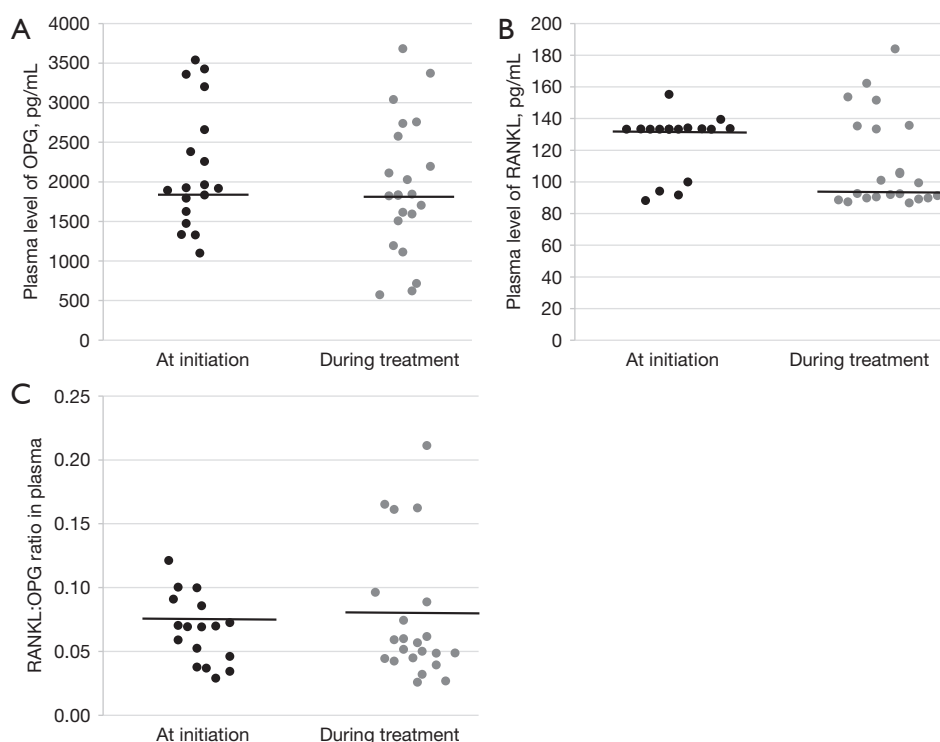 A
Plasma level of OPG, pg/mL
4000
3500
3000
2500
2000
1500
1000
500
0
At initiation
During treatment
B
Plasma level of RANKL, pg/mL
200
180
160
140
120
100
80
60
40
20
0
At initiation
During treatment
C
RANKL:OPG ratio in plasma
0.25
0.20
0.15
0.10
0.05
0.00
At initiation
During treatment